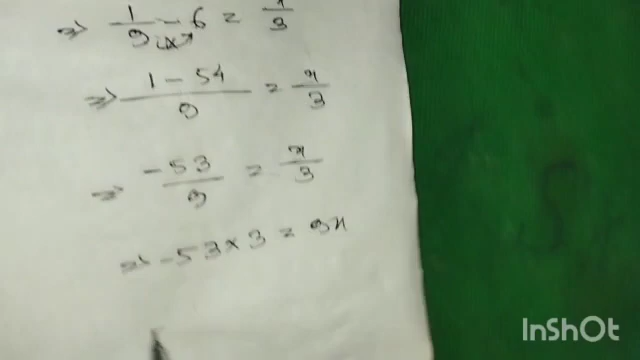 ⇒ 1/9 - 6 = x/3
⇒ (1 - 54)/9 = x/3
⇒ -53/9 = x/3
⇒ -53 × 3 = 9x
InShOt